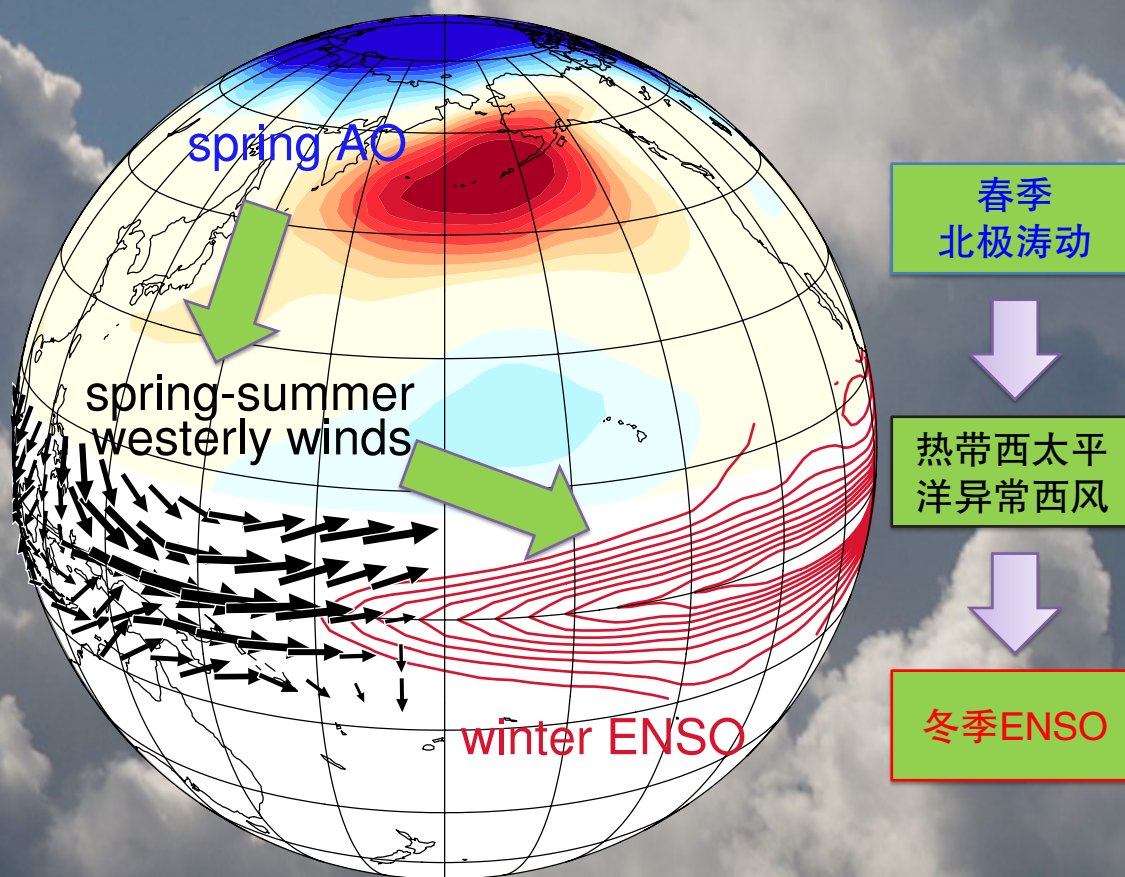 spring AO
spring-summer
westerly winds
winter ENSO
春季
北极涛动
热带西太平
洋异常西风
冬季ENSO